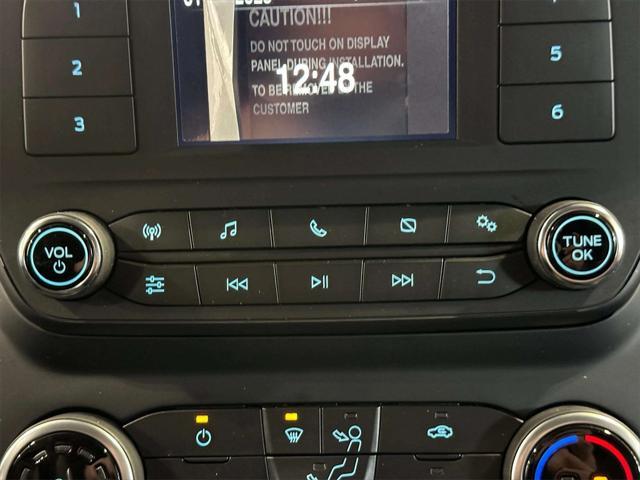 1
2
3
CAUTION!!!
DO NOT TOUCH ON DISPLAY
PANEL DURING INSTALLATION.
12:48
TO BE REMOVED THE
CUSTOMER
5
6
VOL
TUNE
OK